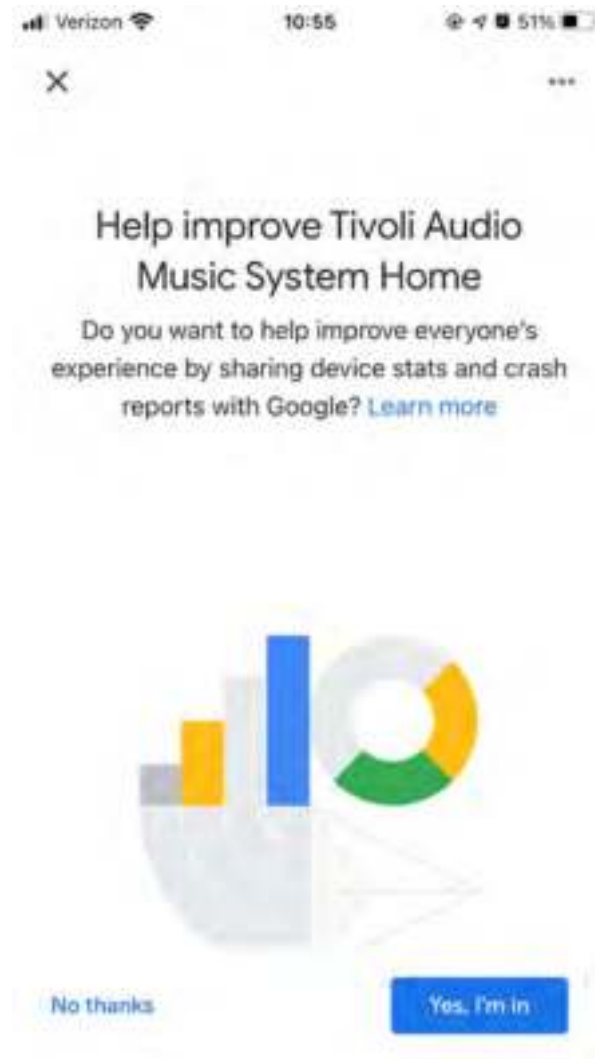 Verizon 10:55 51%
Help improve Tivoli Audio
Music System Home
Do you want to help improve everyone's
experience by sharing device stats and crash
reports with Google? Learn more
No thanks Yes, I'm in